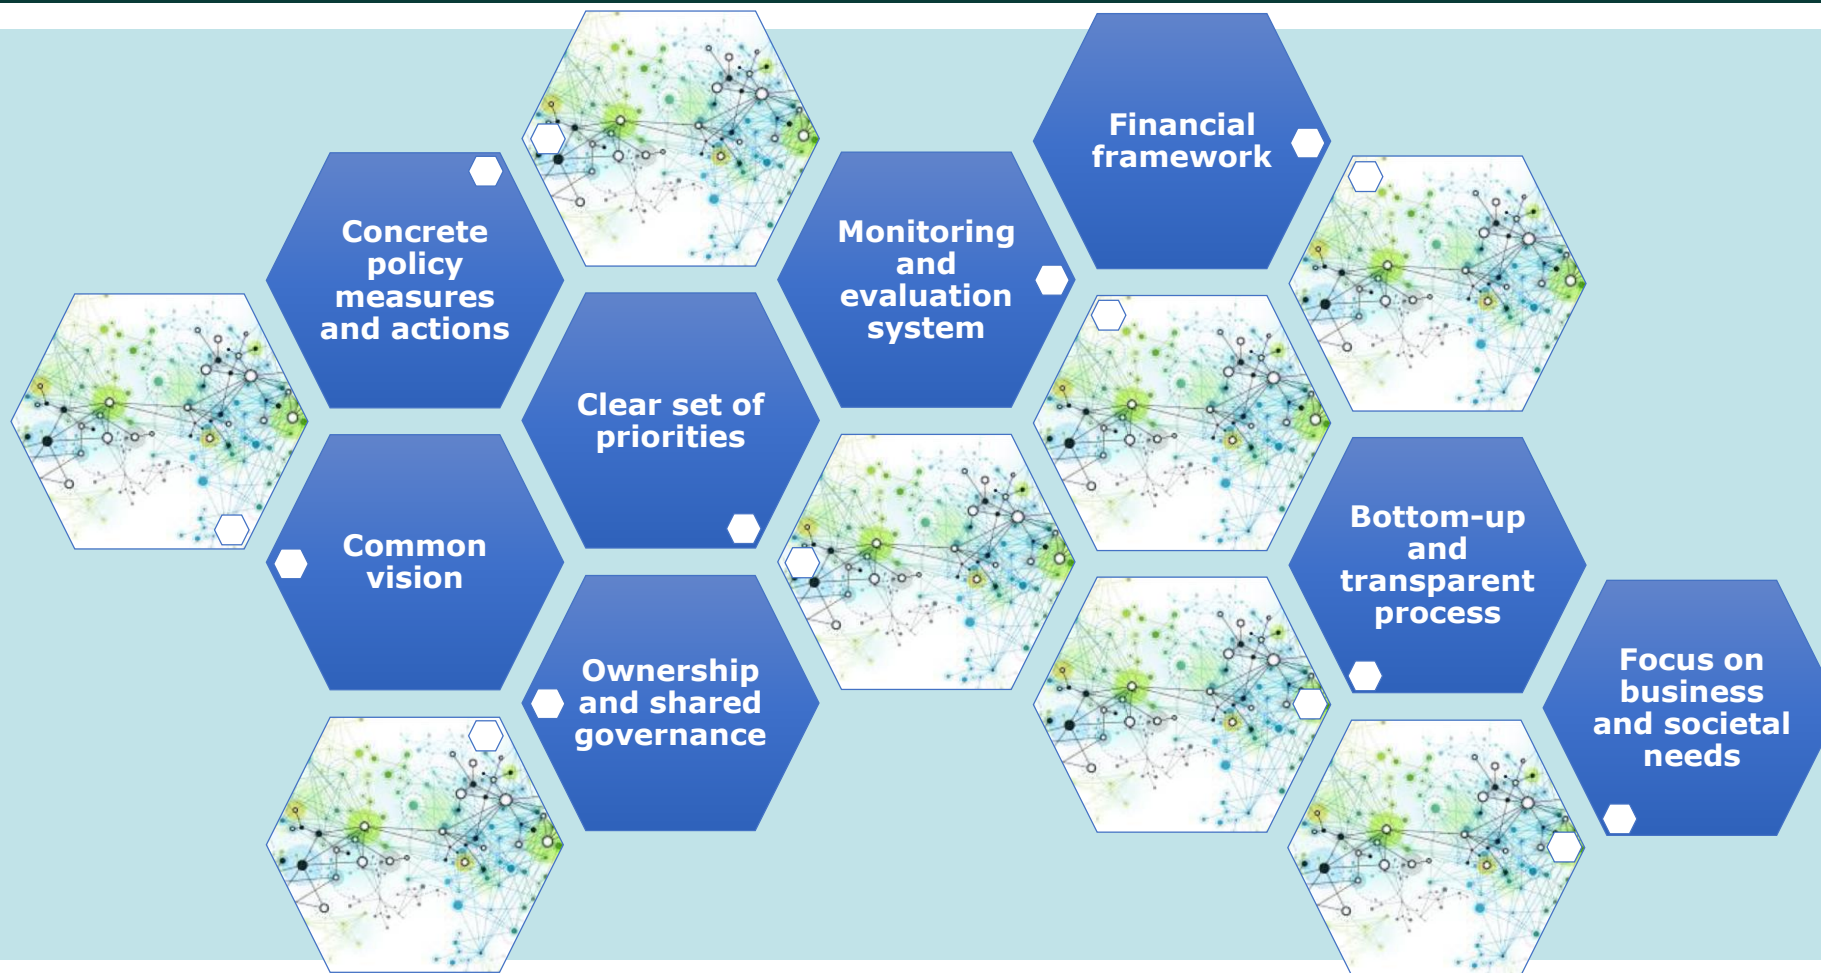 Financial
framework
Concrete
policy
measures
and actions
Monitoring
and
evaluation
system
Clear set of
priorities
Common
vision
Bottom-up
and
transparent
process
Ownership
and shared
governance
Focus on
business
and societal
needs